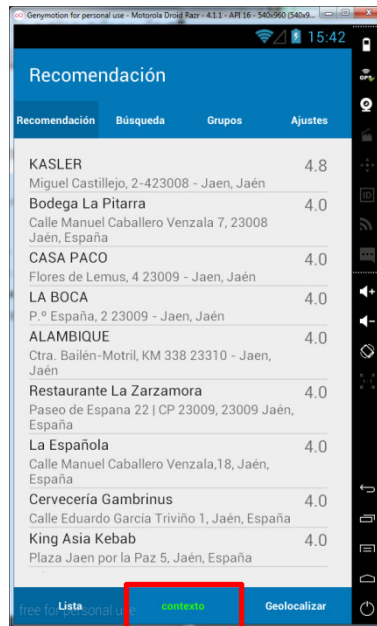 Genymotion for personal use - Motorola Droid Razr - 4.1.1 - API 16 - 540x960 (540x9...
15:42
Recomendación
Recomendación Búsqueda Grupos Ajustes
KASLER 4.8
Miguel Castillejo, 2-423008 - Jaen, Jaén
Bodega La Pitarra 4.0
Calle Manuel Caballero Venzala 7, 23008
Jaén, España
CASA PACO 4.0
Flores de Lemus, 4 23009 - Jaen, Jaén
LA BOCA 4.0
P.º España, 2 23009 - Jaen, Jaén
ALAMBIQUE 4.0
Ctra. Bailén-Motril, KM 338 23310 - Jaen,
Jaén
Restaurante La Zarzamora 4.0
Paseo de Espana 22 | CP 23009, 23009 Jaén,
España
La Española 4.0
Calle Manuel Caballero Venzala,18, Jaén,
España
Cervecería Gambrinus 4.0
Calle Eduardo García Triviño 1, Jaén, España
King Asia Kebab 4.0
Plaza Jaen por la Paz 5, Jaén, España
Lista contexto Geolocalizar
free for personal use
GPS
ID